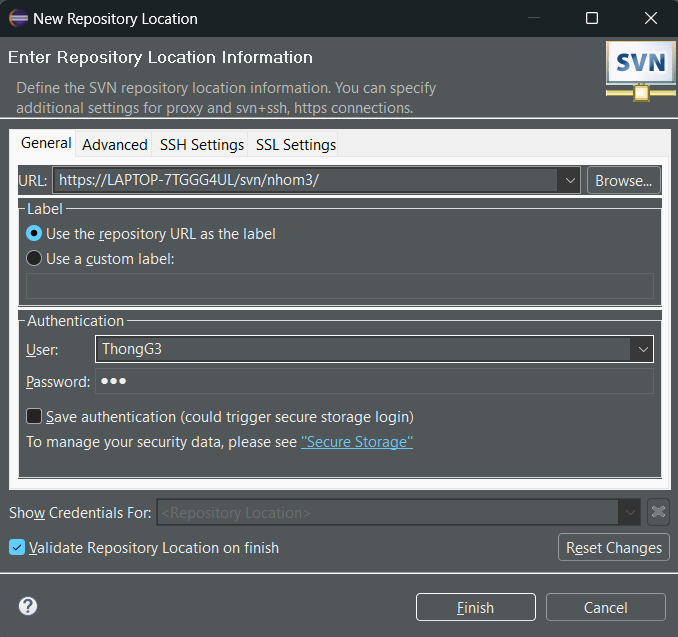 New Repository Location
Enter Repository Location Information
Define the SVN repository location information. You can specify
additional settings for proxy and svn+ssh, https connections.
SVN
General Advanced SSH Settings SSL Settings
URL: https://LAPTOP-7TGGG4UL/svn/nhom3/ Browse...
Label
Use the repository URL as the label
Use a custom label:
Authentication
User: ThongG3
Password: ●●●
Save authentication (could trigger secure storage login)
To manage your security data, please see "Secure Storage"
Show Credentials For: <Repository Location>
Validate Repository Location on finish Reset Changes
? Finish Cancel